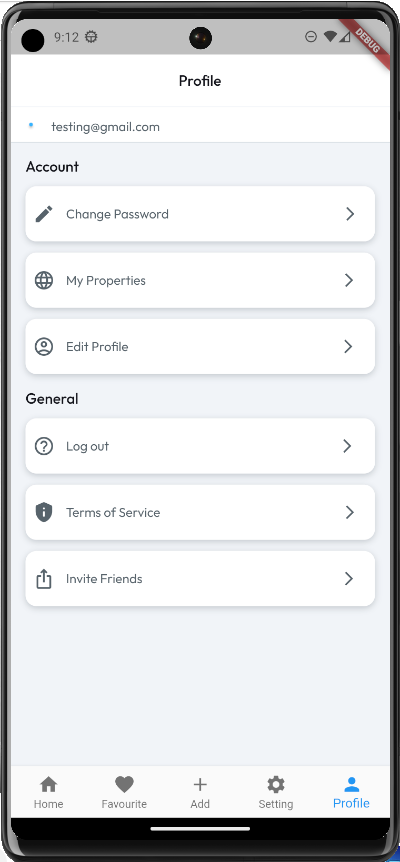 9:12
DEBUG
Profile
testing@gmail.com
Account
Change Password
My Properties
Edit Profile
General
Log out
Terms of Service
Invite Friends
Home
Favourite
Add
Setting
Profile